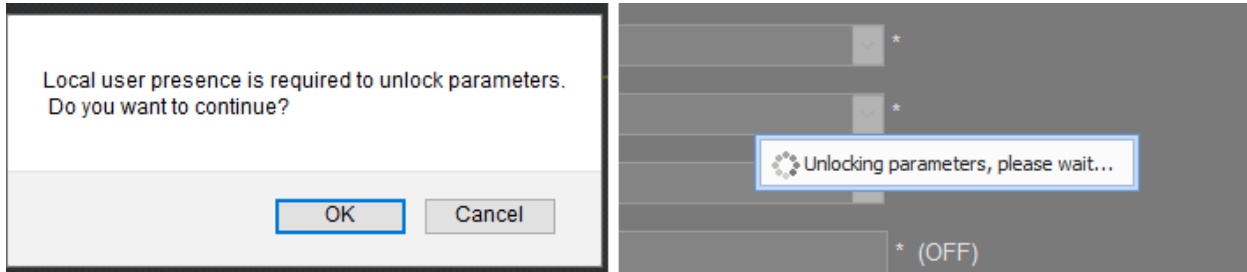 Local user presence is required to unlock parameters.
Do you want to continue?
OK Cancel
*
*
Unlocking parameters, please wait...
* (OFF)